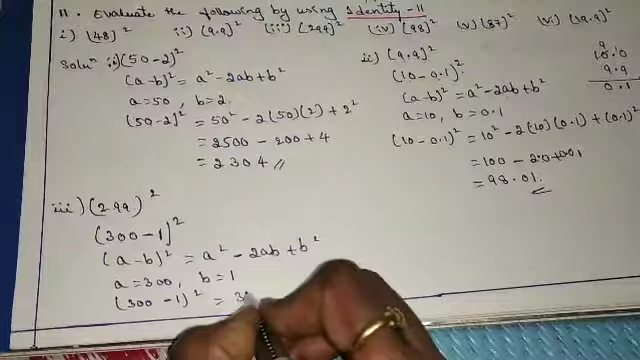 11. Evaluate the following by using Identity-II
i) (48)² ii) (9.9)² (iii) (299)² (iv) (98)² (v) (87)² (vi) (19.9)²
Soluⁿ i) (50-2)²
(a-b)² = a² - 2ab + b²
a = 50, b = 2
(50-2)² = 50² - 2(50)(2) + 2²
= 2500 - 200 + 4
= 2304 //
ii) (9.9)²
(10 - 0.1)²
(a-b)² = a² - 2ab + b²
a = 10, b = 0.1
(10 - 0.1)² = 10² - 2(10)(0.1) + (0.1)²
= 100 - 2.0 + 0.01
= 98.01
9
10.0
9.9
0.1
iii) (299)²
(300 - 1)²
(a-b)² = a² - 2ab + b²
a = 300, b = 1
(300 - 1)² = 3